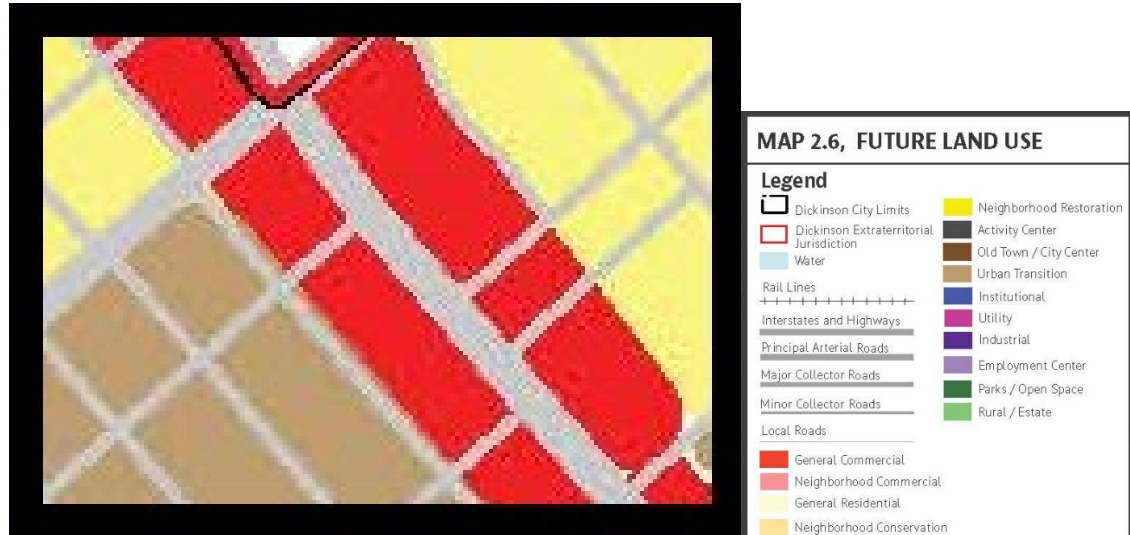 MAP 2.6, FUTURE LAND USE
Legend
Dickinson City Limits
Dickinson Extraterritorial
Jurisdiction
Water
Rail Lines
Interstates and Highways
Principal Arterial Roads
Major Collector Roads
Minor Collector Roads
Local Roads
General Commercial
Neighborhood Commercial
General Residential
Neighborhood Conservation
Neighborhood Restoration
Activity Center
Old Town / City Center
Urban Transition
Institutional
Utility
Industrial
Employment Center
Parks / Open Space
Rural / Estate